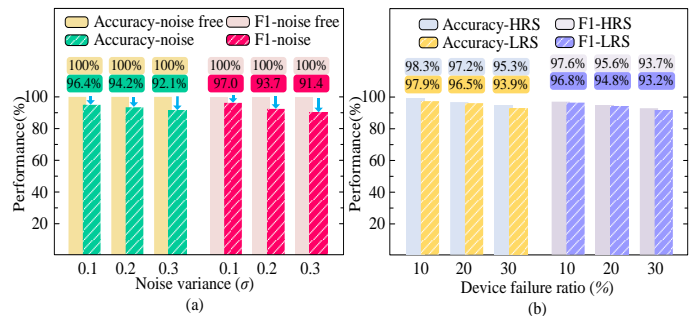 Accuracy-noise free F1-noise free
Accuracy-noise F1-noise
100% 100% 100% 100% 100% 100%
96.4% 94.2% 92.1% 97.0 93.7 91.4
Performance(%)
100
80
60
40
20
0.1 0.2 0.3 0.1 0.2 0.3
Noise variance (σ)
(a)
Accuracy-HRS F1-HRS
Accuracy-LRS F1-LRS
98.3% 97.2% 95.3% 97.6% 95.6% 93.7%
97.9% 96.5% 93.9% 96.8% 94.8% 93.2%
Performance(%)
100
80
60
40
20
10 20 30 10 20 30
Device failure ratio (%)
(b)